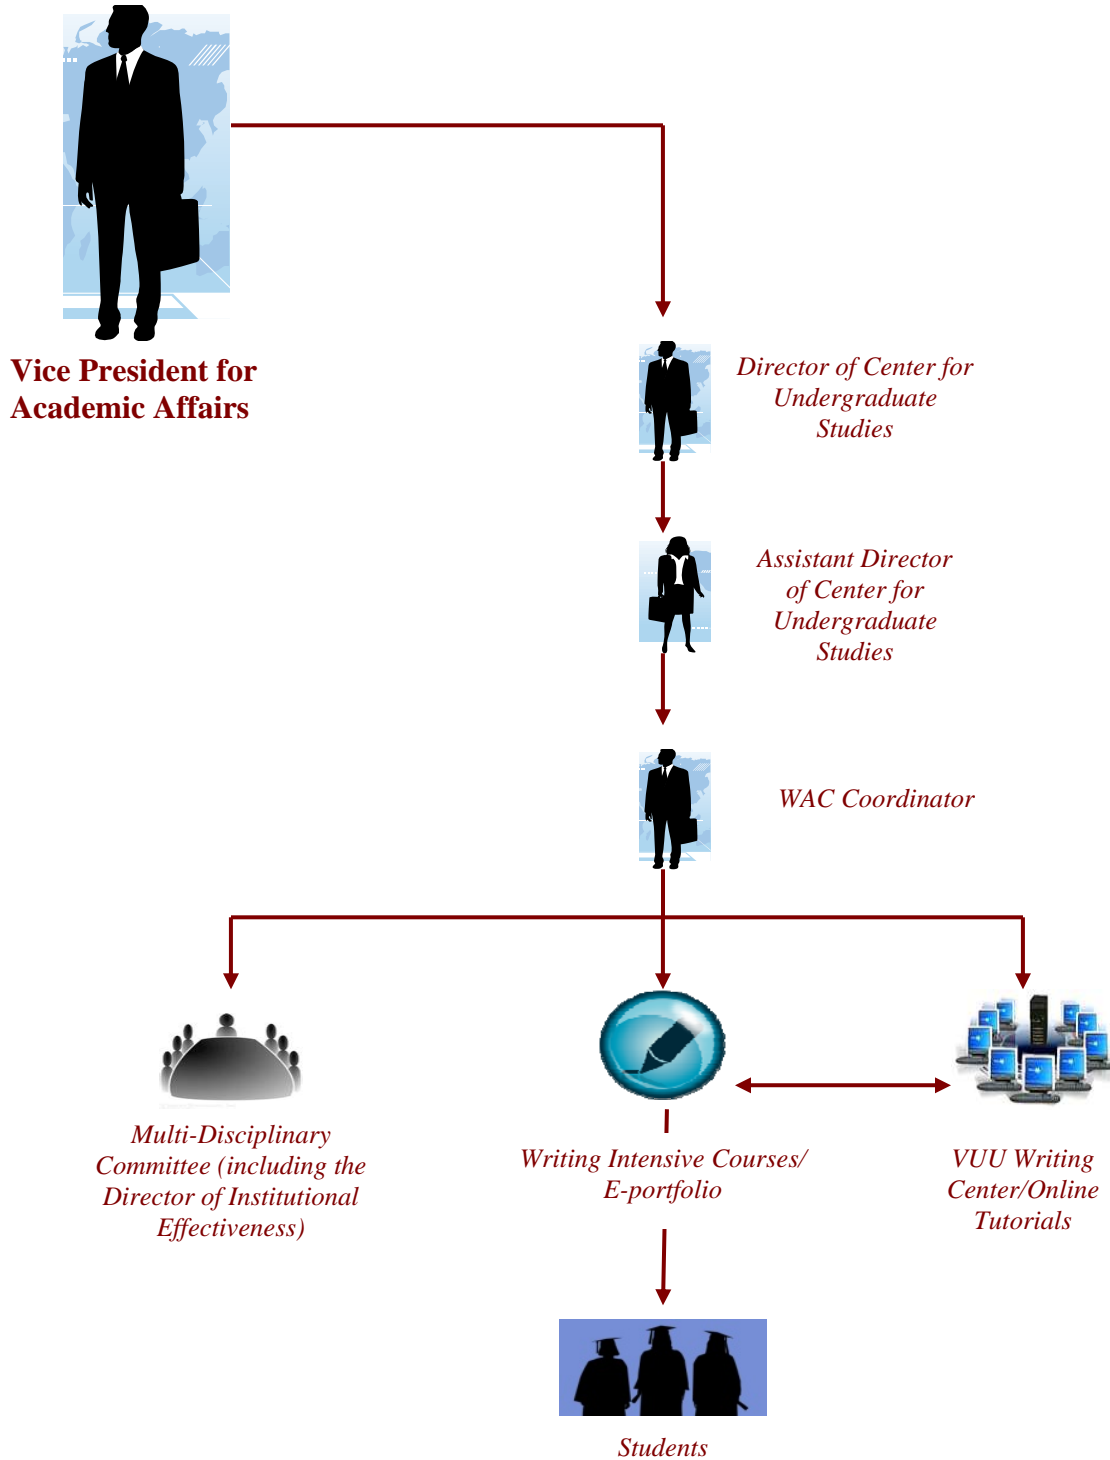 Vice President for
Academic Affairs
Director of Center for
Undergraduate
Studies
Assistant Director
of Center for
Undergraduate
Studies
WAC Coordinator
Multi-Disciplinary
Committee (including the
Director of Institutional
Effectiveness)
Writing Intensive Courses/
E-portfolio
VUU Writing
Center/Online
Tutorials
Students